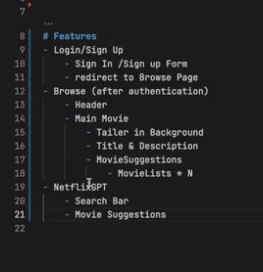 7
...
8 # Features
9 - Login/Sign Up
10 - Sign In /Sign up Form
11 - redirect to Browse Page
12 - Browse (after authentication)
13 - Header
14 - Main Movie
15 - Tailer in Background
16 - Title & Description
17 - MovieSuggestions
18 - MovieLists * N
19 - NetflixGPT
20 - Search Bar
21 - Movie Suggestions
22